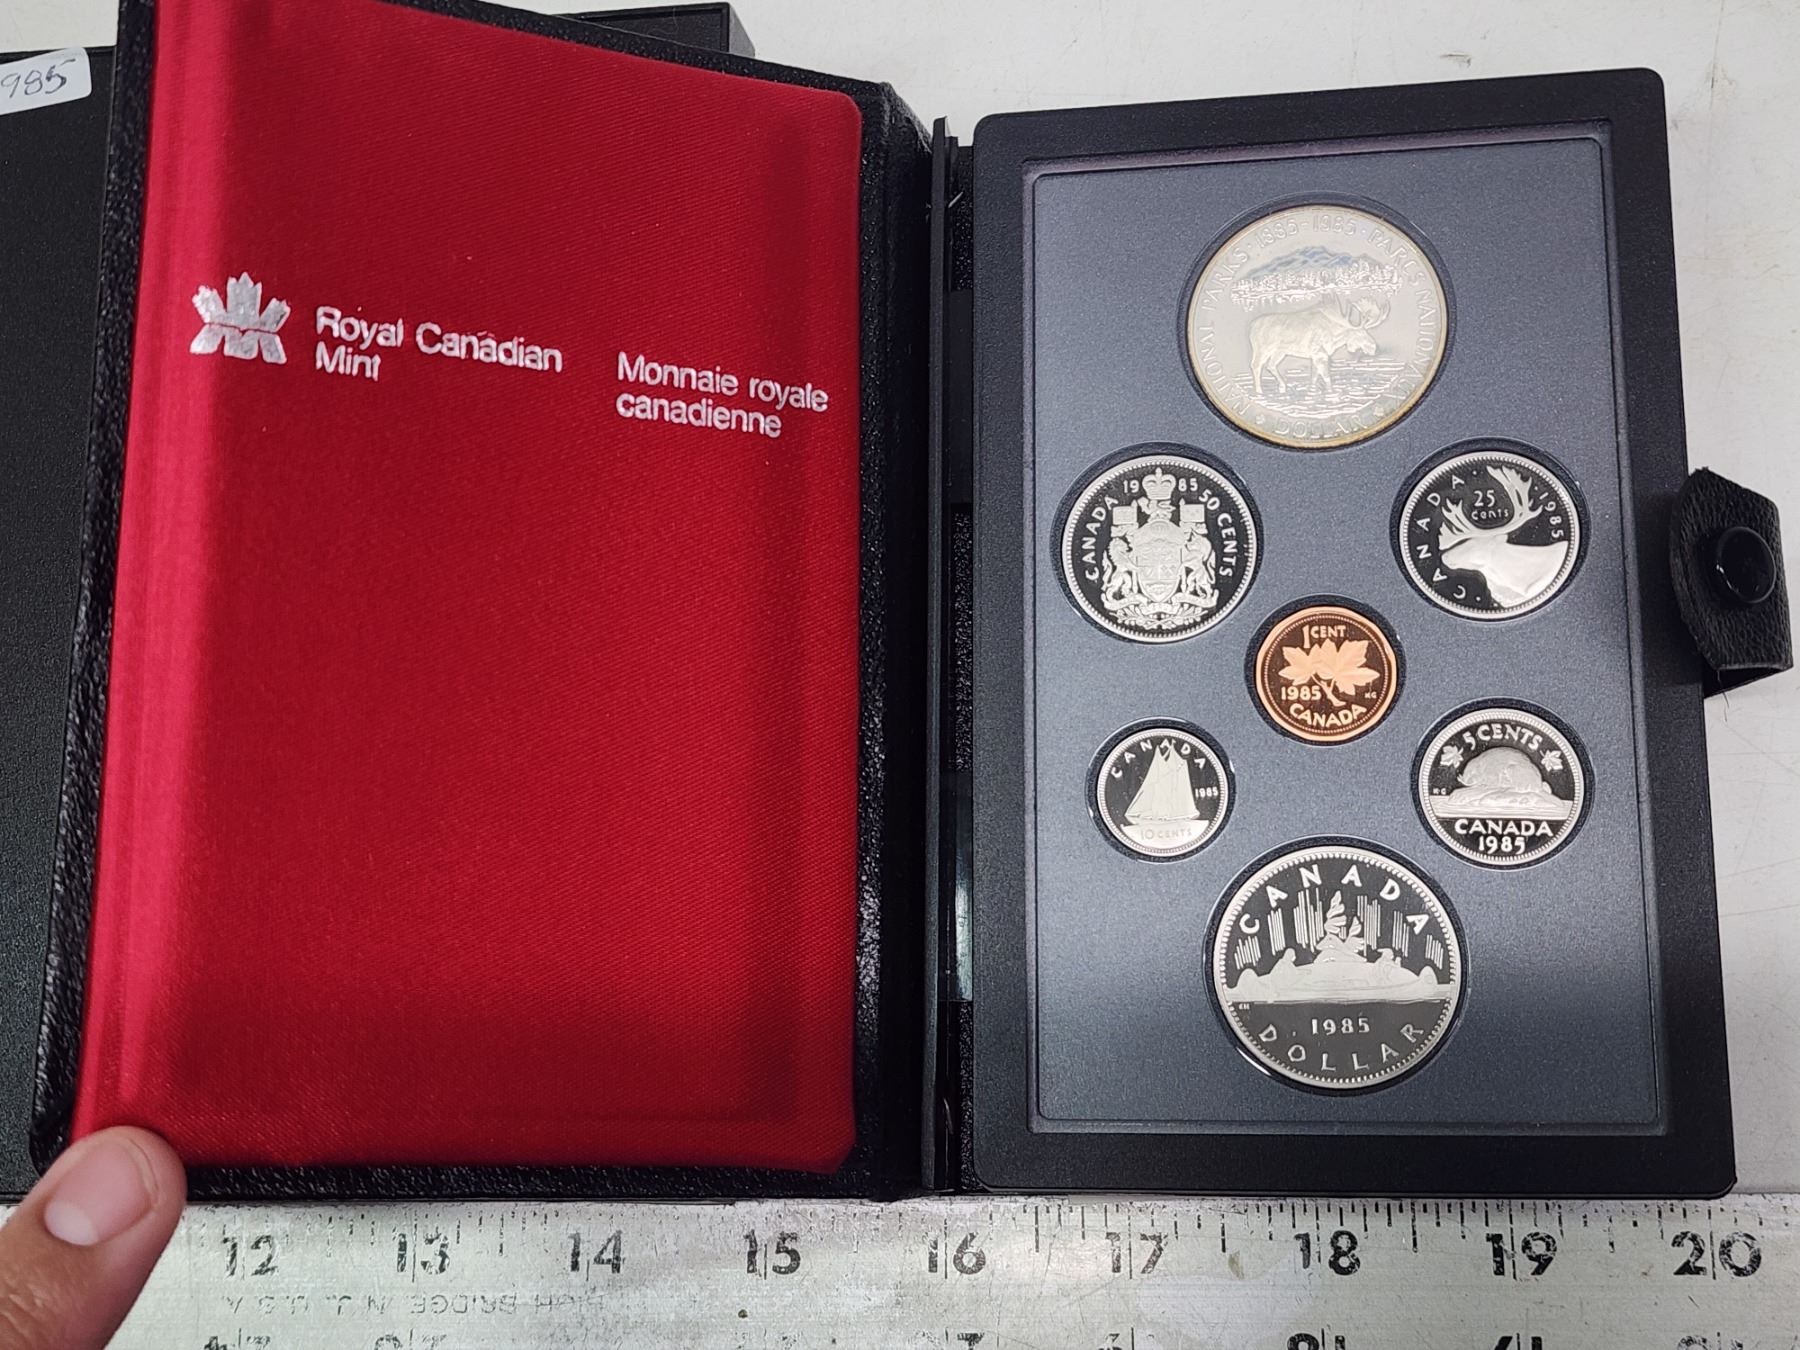 985
Royal Canadian
Mint
Monnaie royale
canadienne
NATIONAL PARKS · 1885-1985 · PARCS NATIONAUX
DOLLAR
CANADA 1985 50 CENTS
CANADA
25
cents
1985
1 CENT
1985 KG
CANADA
CANADA
1985
10 CENTS
5 CENTS
K·G
CANADA
1985
CANADA
1985
DOLLAR
12 13 14 15 16 17 18 19 20